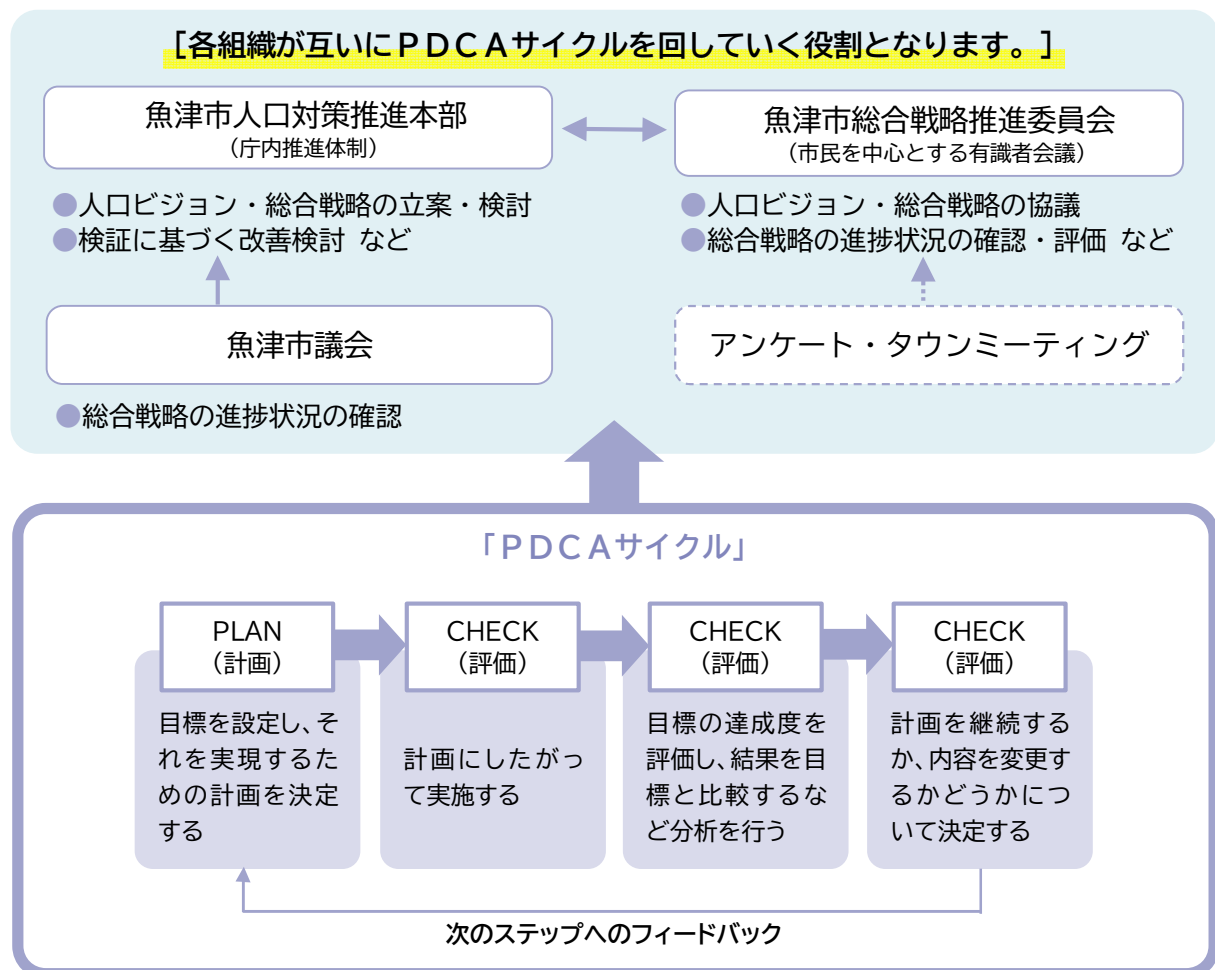 [各組織が互いにＰＤＣＡサイクルを回していく役割となります。]
魚津市人口対策推進本部
（庁内推進体制）
●人口ビジョン・総合戦略の立案・検討
●検証に基づく改善検討 など
魚津市総合戦略推進委員会
（市民を中心とする有識者会議）
●人口ビジョン・総合戦略の協議
●総合戦略の進捗状況の確認・評価 など
魚津市議会
●総合戦略の進捗状況の確認
アンケート・タウンミーティング
「ＰＤＣＡサイクル」
PLAN
（計画）
目標を設定し、そ
れを実現するた
めの計画を決定
する
CHECK
（評価）
計画にしたがっ
て実施する
CHECK
（評価）
目標の達成度を
評価し、結果を目
標と比較するな
ど分析を行う
CHECK
（評価）
計画を継続する
か、内容を変更す
るかどうかにつ
いて決定する
次のステップへのフィードバック